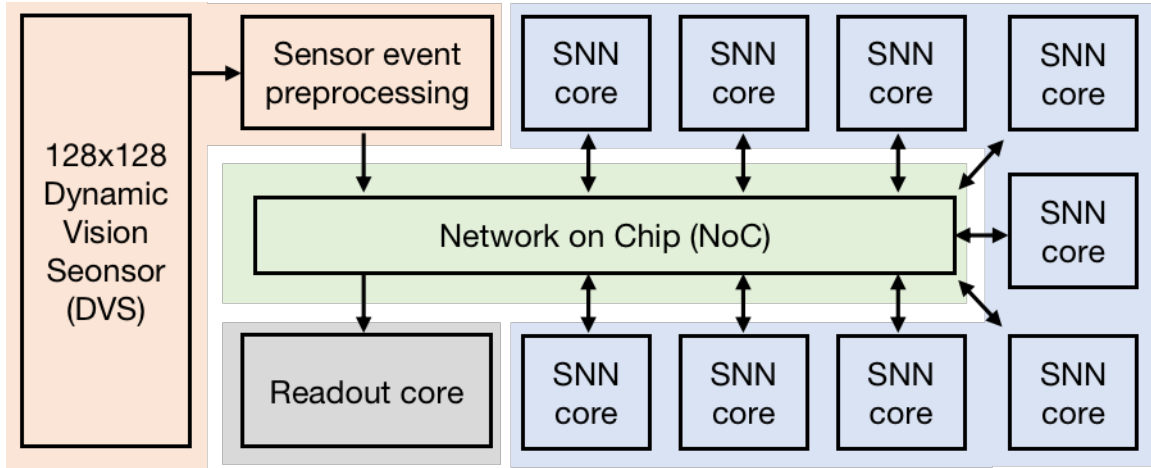 128x128
Dynamic
Vision
Seonsor
(DVS)
Sensor event
preprocessing
SNN
core
SNN
core
SNN
core
SNN
core
Network on Chip (NoC)
SNN
core
Readout core
SNN
core
SNN
core
SNN
core
SNN
core